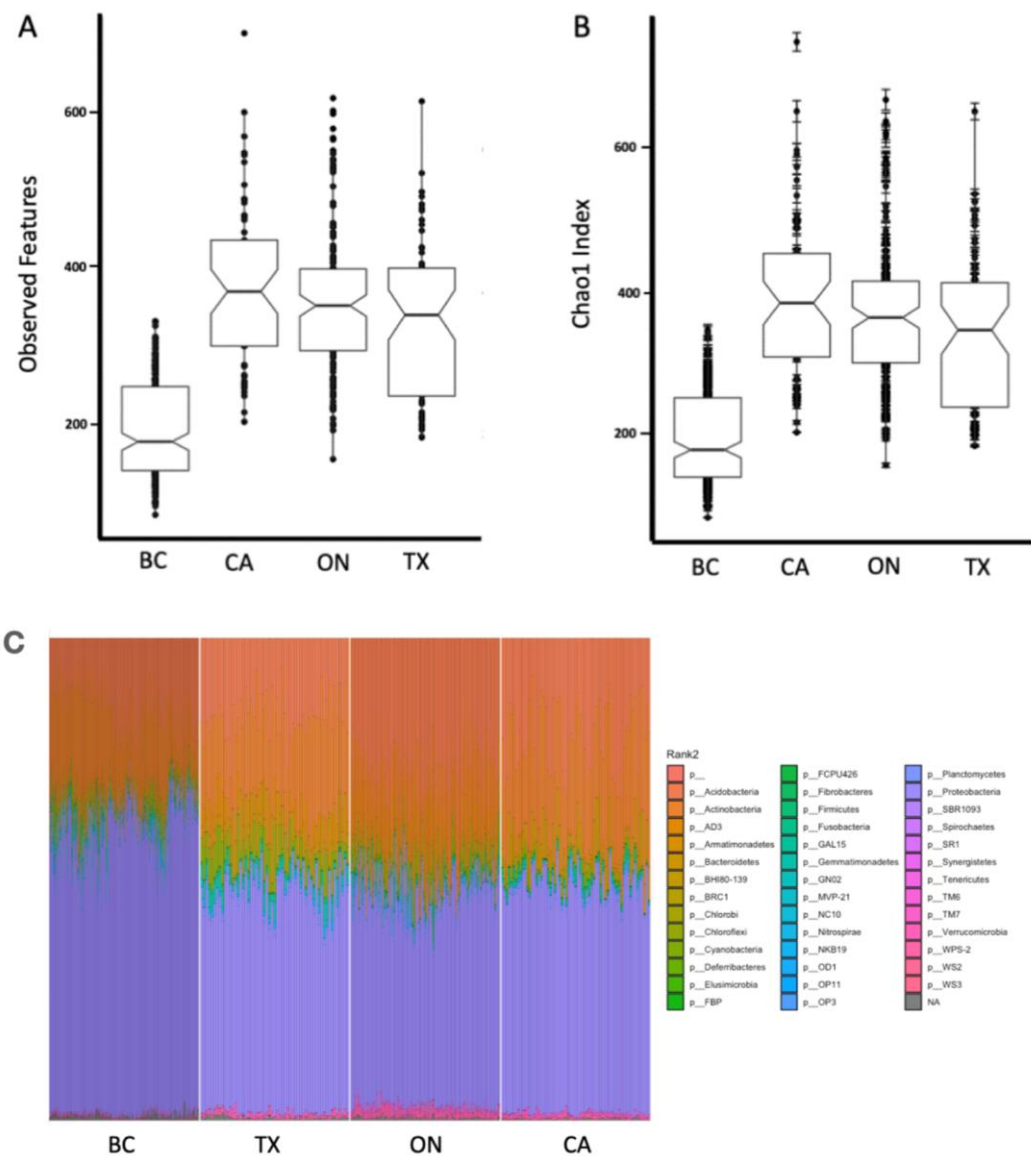 A
Observed Features
600
400
200
BC CA ON TX
B
Chao1 Index
600
400
200
BC CA ON TX
C
BC TX ON CA
Rank2
p__
p__Acidobacteria
p__Actinobacteria
p__AD3
p__Armatimonadetes
p__Bacteroidetes
p__BHI80-139
p__BRC1
p__Chlorobi
p__Chloroflexi
p__Cyanobacteria
p__Deferribacteres
p__Elusimicrobia
p__FBP
p__FCPU426
p__Fibrobacteres
p__Firmicutes
p__Fusobacteria
p__GAL15
p__Gemmatimonadetes
p__GN02
p__MVP-21
p__NC10
p__Nitrospirae
p__NKB19
p__OD1
p__OP11
p__OP3
p__Planctomycetes
p__Proteobacteria
p__SBR1093
p__Spirochaetes
p__SR1
p__Synergistetes
p__Tenericutes
p__TM6
p__TM7
p__Verrucomicrobia
p__WPS-2
p__WS2
p__WS3
NA